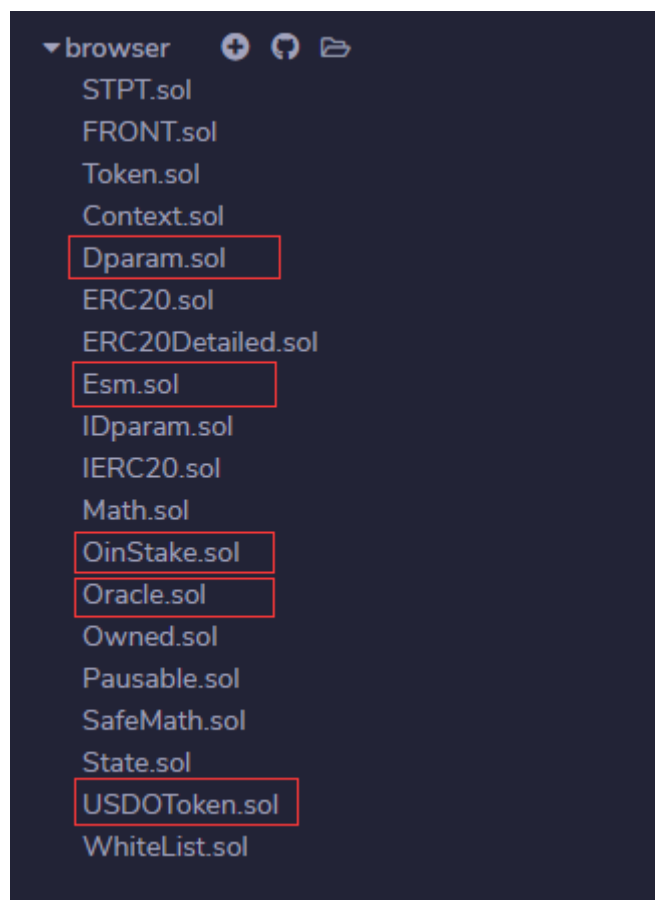 browser
STPT.sol
FRONT.sol
Token.sol
Context.sol
Dparam.sol
ERC20.sol
ERC20Detailed.sol
Esm.sol
IDparam.sol
IERC20.sol
Math.sol
OinStake.sol
Oracle.sol
Owned.sol
Pausable.sol
SafeMath.sol
State.sol
USDOToken.sol
WhiteList.sol